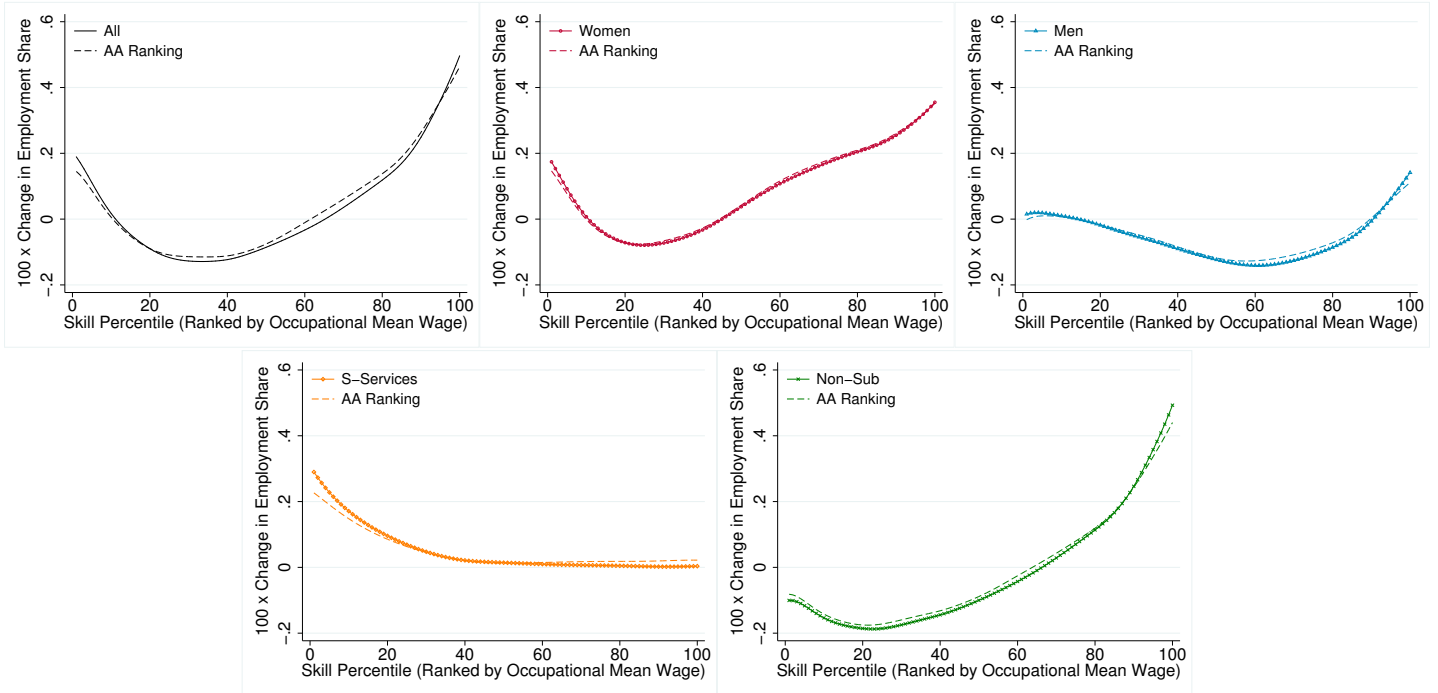 All
AA Ranking
100 x Change in Employment Share
.6
.4
.2
0
-.2
0 20 40 60 80 100
Skill Percentile (Ranked by Occupational Mean Wage)
Women
AA Ranking
100 x Change in Employment Share
.6
.4
.2
0
-.2
0 20 40 60 80 100
Skill Percentile (Ranked by Occupational Mean Wage)
Men
AA Ranking
100 x Change in Employment Share
.6
.4
.2
0
-.2
0 20 40 60 80 100
Skill Percentile (Ranked by Occupational Mean Wage)
S-Services
AA Ranking
100 x Change in Employment Share
.6
.4
.2
0
-.2
0 20 40 60 80 100
Skill Percentile (Ranked by Occupational Mean Wage)
Non-Sub
AA Ranking
100 x Change in Employment Share
.6
.4
.2
0
-.2
0 20 40 60 80 100
Skill Percentile (Ranked by Occupational Mean Wage)